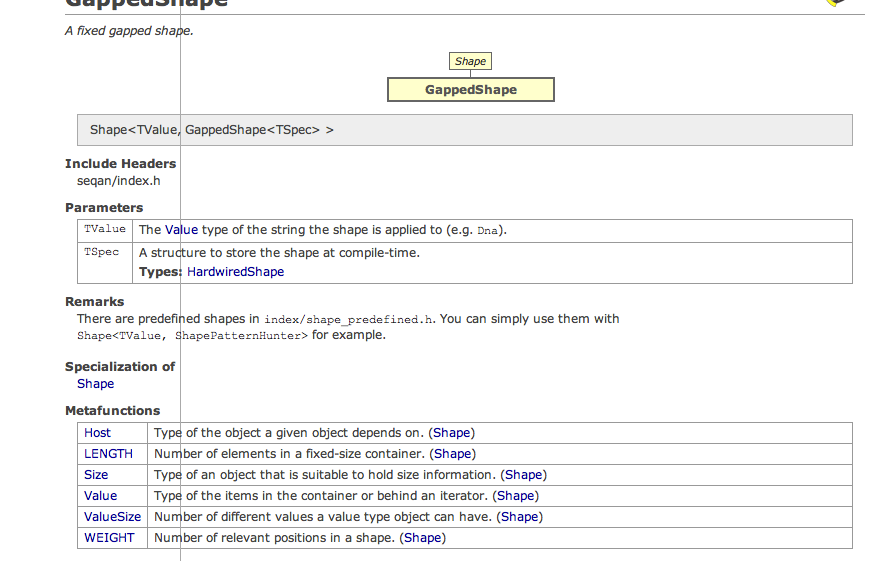 GappedShape
A fixed gapped shape.
Shape
GappedShape
Shape<TValue, GappedShape<TSpec> >
Include Headers
seqan/index.h
Parameters
TValue The Value type of the string the shape is applied to (e.g. Dna).
TSpec A structure to store the shape at compile-time.
Types: HardwiredShape
Remarks
There are predefined shapes in index/shape_predefined.h. You can simply use them with
Shape<TValue, ShapePatternHunter> for example.
Specialization of
Shape
Metafunctions
Host Type of the object a given object depends on. (Shape)
LENGTH Number of elements in a fixed-size container. (Shape)
Size Type of an object that is suitable to hold size information. (Shape)
Value Type of the items in the container or behind an iterator. (Shape)
ValueSize Number of different values a value type object can have. (Shape)
WEIGHT Number of relevant positions in a shape. (Shape)